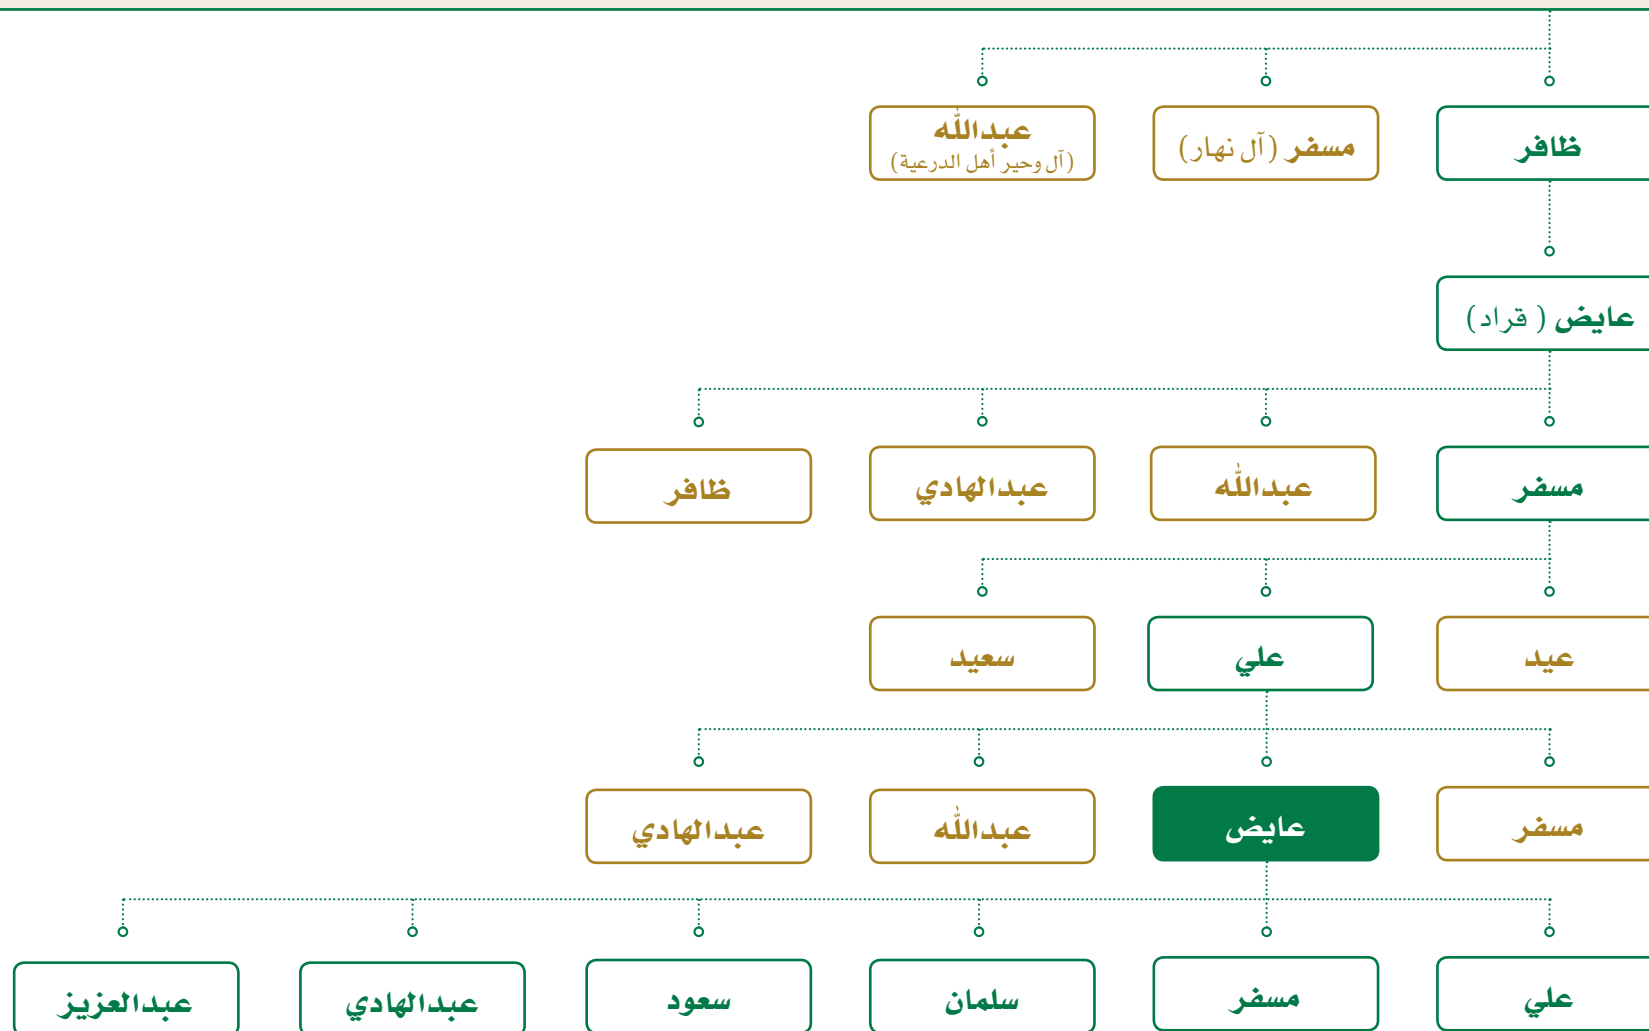 ظافر
مسفر (آل نهار)
عبدالله
(آل وحير أهل الدرعية)
عايض ( قراد)
مسفر
عبدالله
عبدالهادي
ظافر
عيد
علي
سعيد
مسفر
عايض
عبدالله
عبدالهادي
علي
مسفر
سلمان
سعود
عبدالهادي
عبدالعزيز